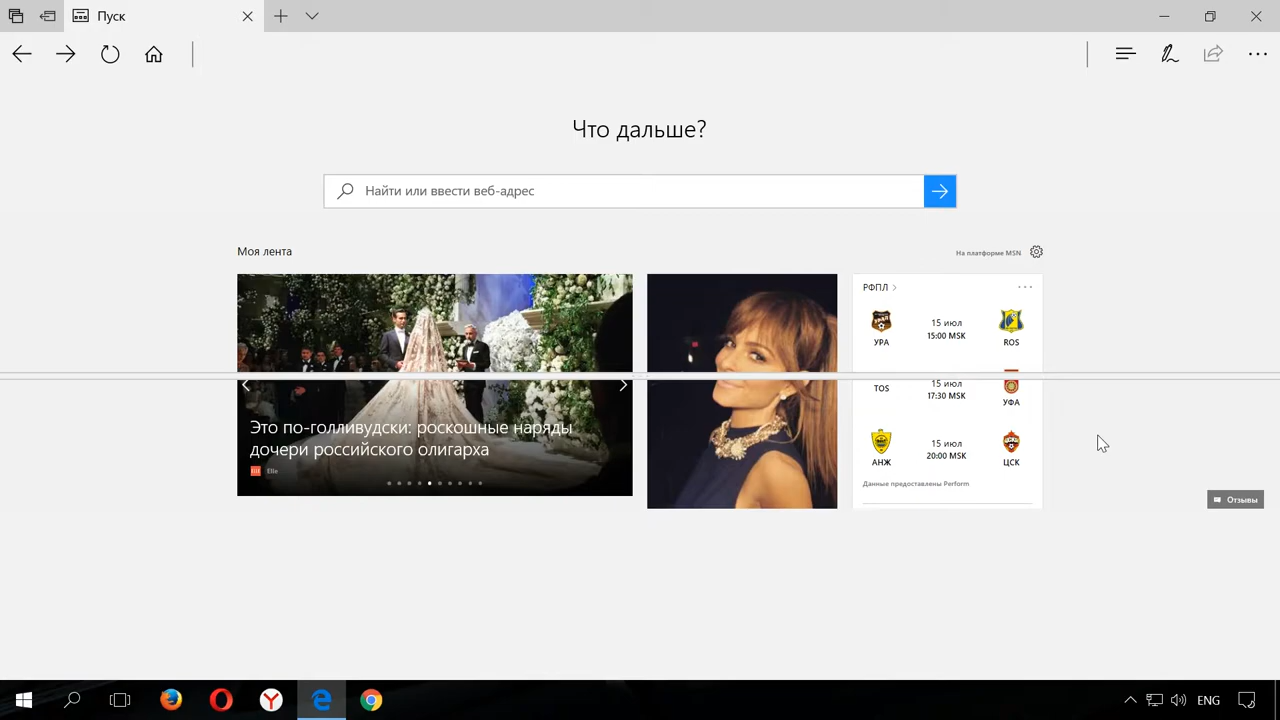 Пуск
Что дальше?
Найти или ввести веб-адрес
Моя лента
На платформе MSN
Это по-голливудски: роскошные наряды
дочери российского олигарха
Elle
РФПЛ
15 июл
15:00 MSK
УРА
ROS
15 июл
17:30 MSK
TOS
УФА
15 июл
20:00 MSK
АНЖ
ЦСК
Данные предоставлены Perform
Отзывы
ENG